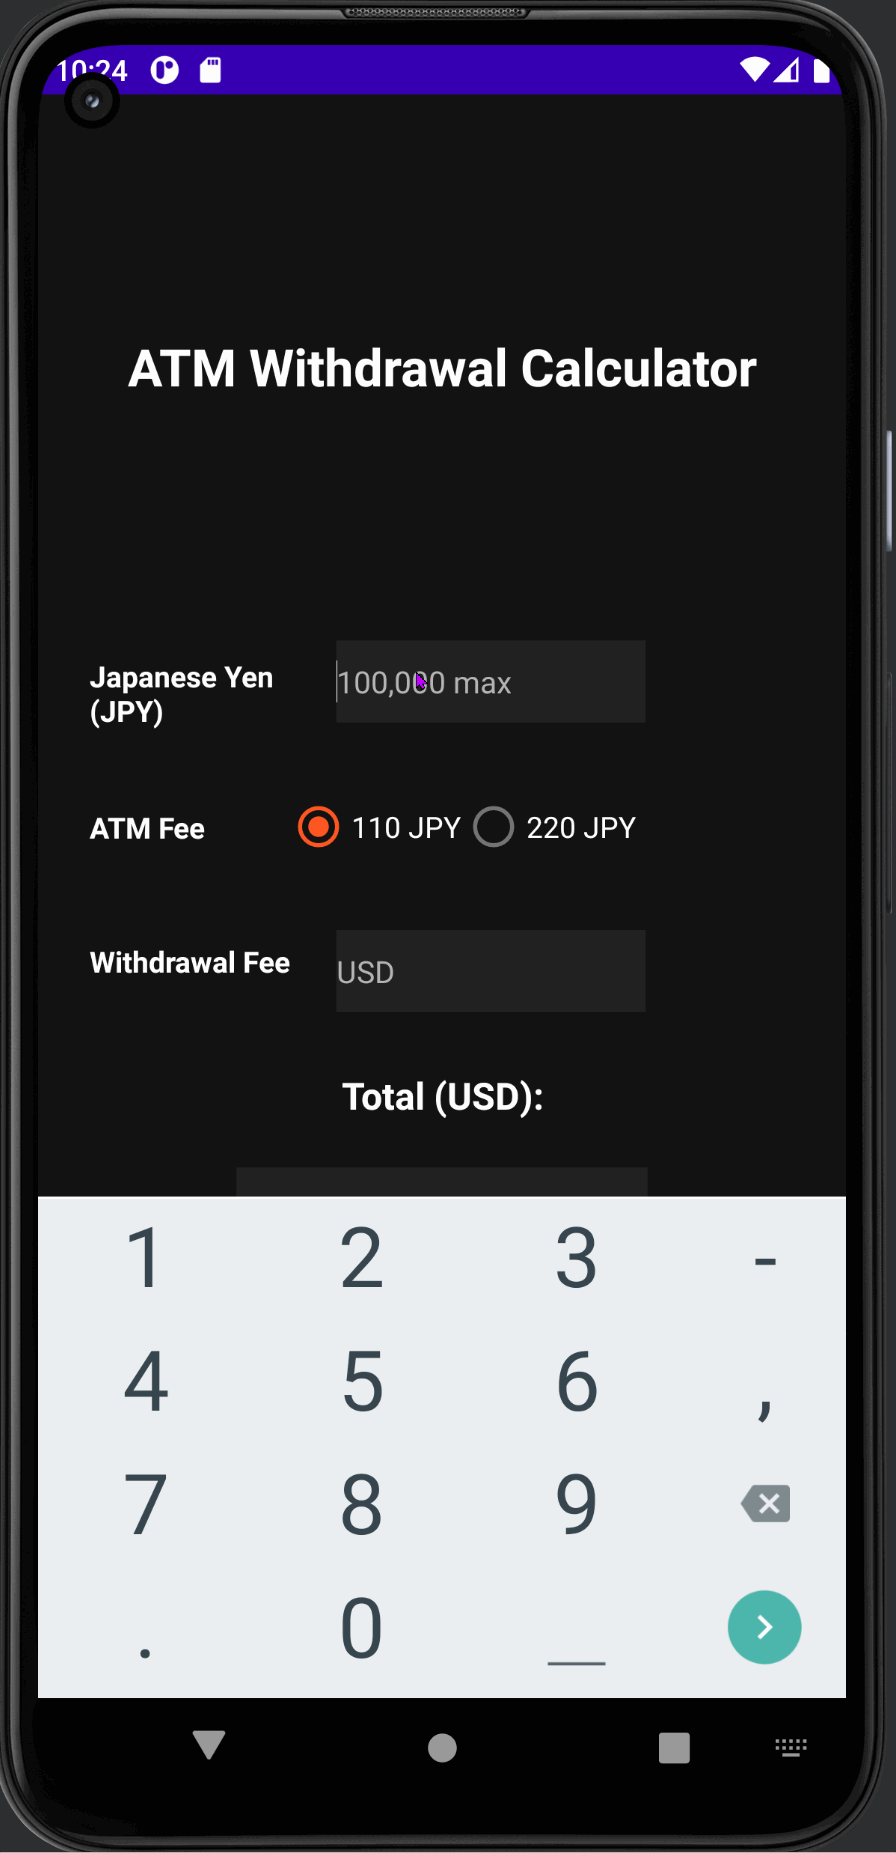 10:24
ATM Withdrawal Calculator
Japanese Yen
(JPY)
100,000 max
ATM Fee
110 JPY
220 JPY
Withdrawal Fee
USD
Total (USD):
1 2 3 -
4 5 6 ,
7 8 9
. 0